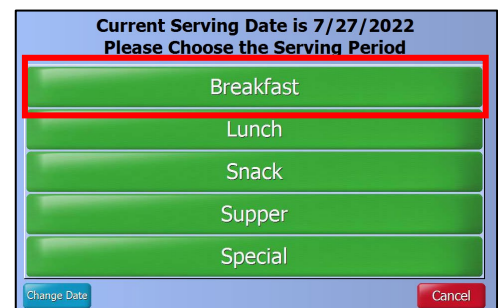 Current Serving Date is 7/27/2022
Please Choose the Serving Period
Breakfast
Lunch
Snack
Supper
Special
Change Date
Cancel